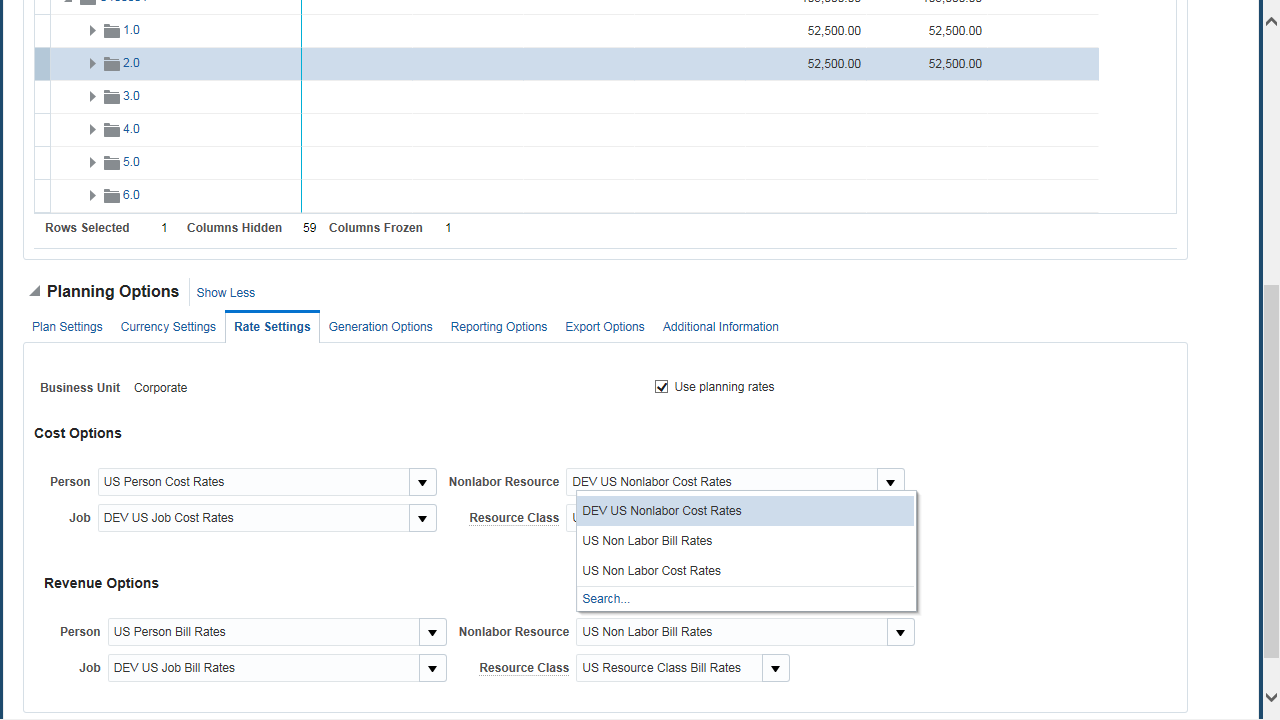 1.0 52,500.00 52,500.00
2.0 52,500.00 52,500.00
3.0
4.0
5.0
6.0
Rows Selected 1 Columns Hidden 59 Columns Frozen 1
Planning Options Show Less
Plan Settings Currency Settings Rate Settings Generation Options Reporting Options Export Options Additional Information
Business Unit Corporate Use planning rates
Cost Options
Person US Person Cost Rates Nonlabor Resource DEV US Nonlabor Cost Rates
Job DEV US Job Cost Rates Resource Class
DEV US Nonlabor Cost Rates
US Non Labor Bill Rates
US Non Labor Cost Rates
Search...
Revenue Options
Person US Person Bill Rates Nonlabor Resource US Non Labor Bill Rates
Job DEV US Job Bill Rates Resource Class US Resource Class Bill Rates